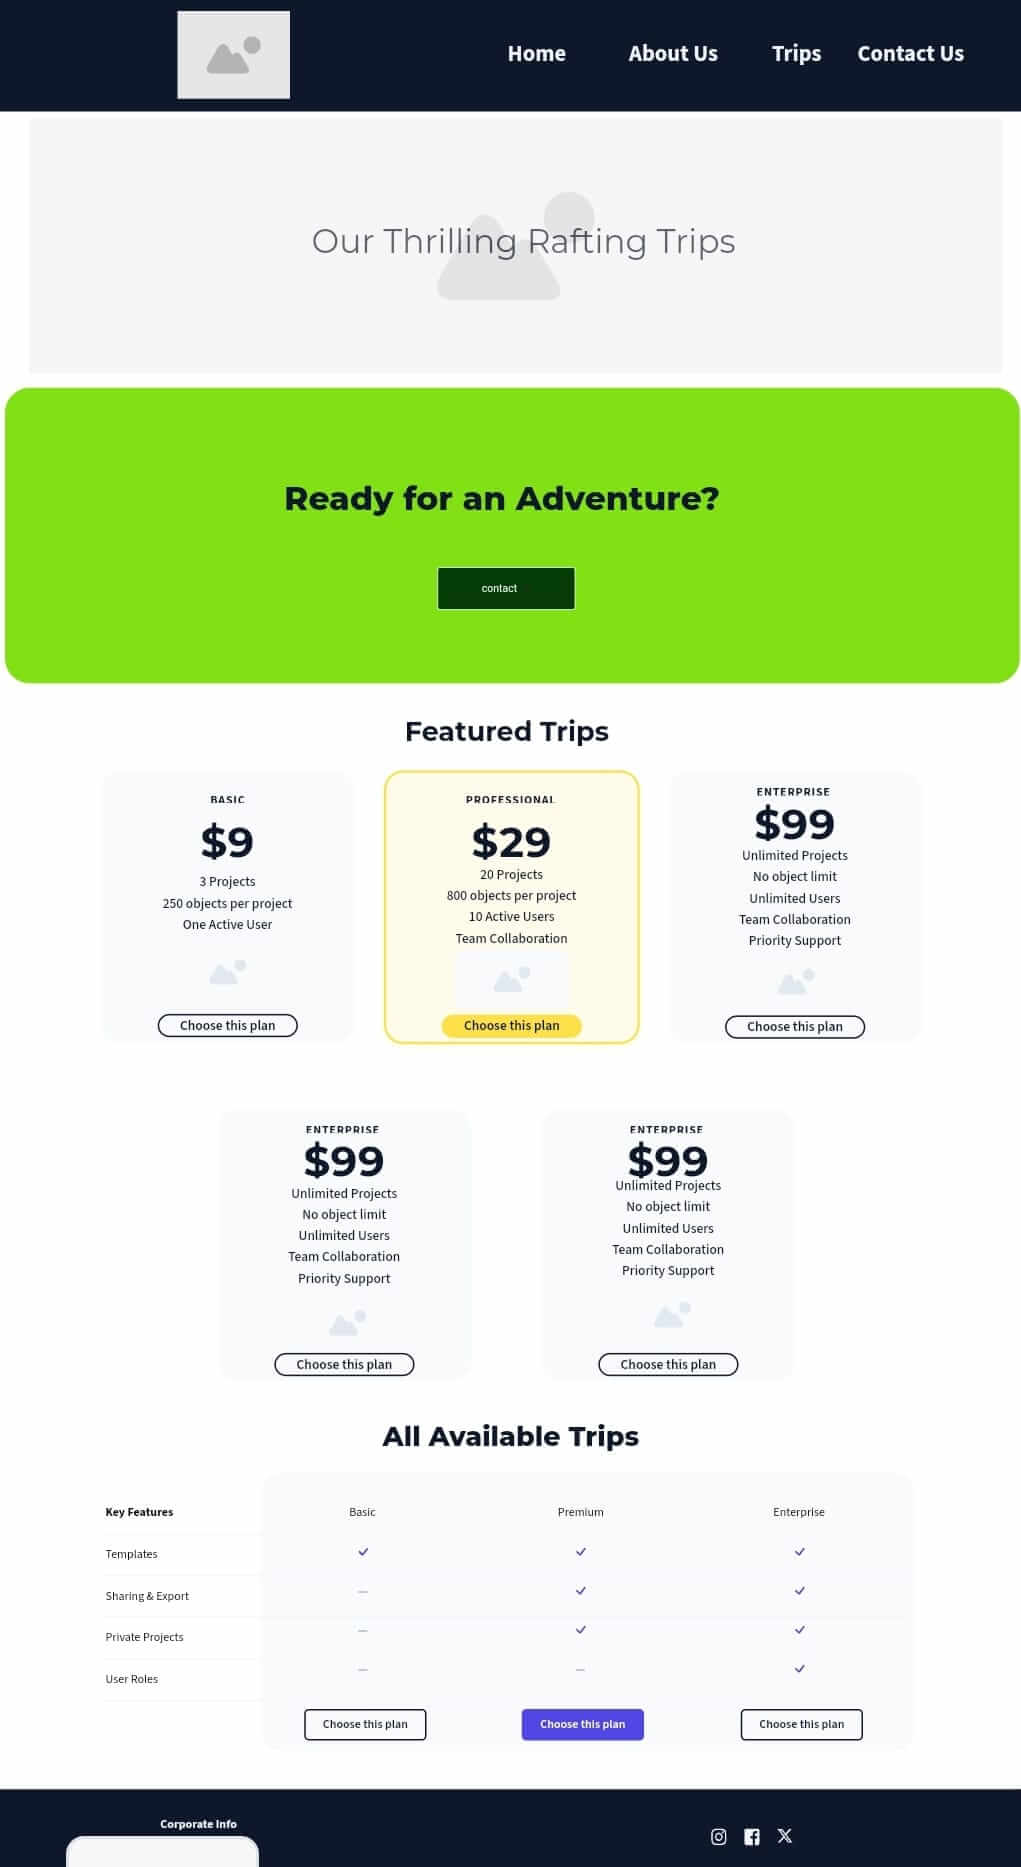 Home About Us Trips Contact Us
Our Thrilling Rafting Trips
Ready for an Adventure?
contact
Featured Trips
BASIC
$9
3 Projects
250 objects per project
One Active User
Choose this plan
PROFESSIONAL
$29
20 Projects
800 objects per project
10 Active Users
Team Collaboration
Choose this plan
ENTERPRISE
$99
Unlimited Projects
No object limit
Unlimited Users
Team Collaboration
Priority Support
Choose this plan
ENTERPRISE
$99
Unlimited Projects
No object limit
Unlimited Users
Team Collaboration
Priority Support
Choose this plan
ENTERPRISE
$99
Unlimited Projects
No object limit
Unlimited Users
Team Collaboration
Priority Support
Choose this plan
All Available Trips
Key Features Basic Premium Enterprise
Templates
Sharing & Export
Private Projects
User Roles
Choose this plan Choose this plan Choose this plan
Corporate Info